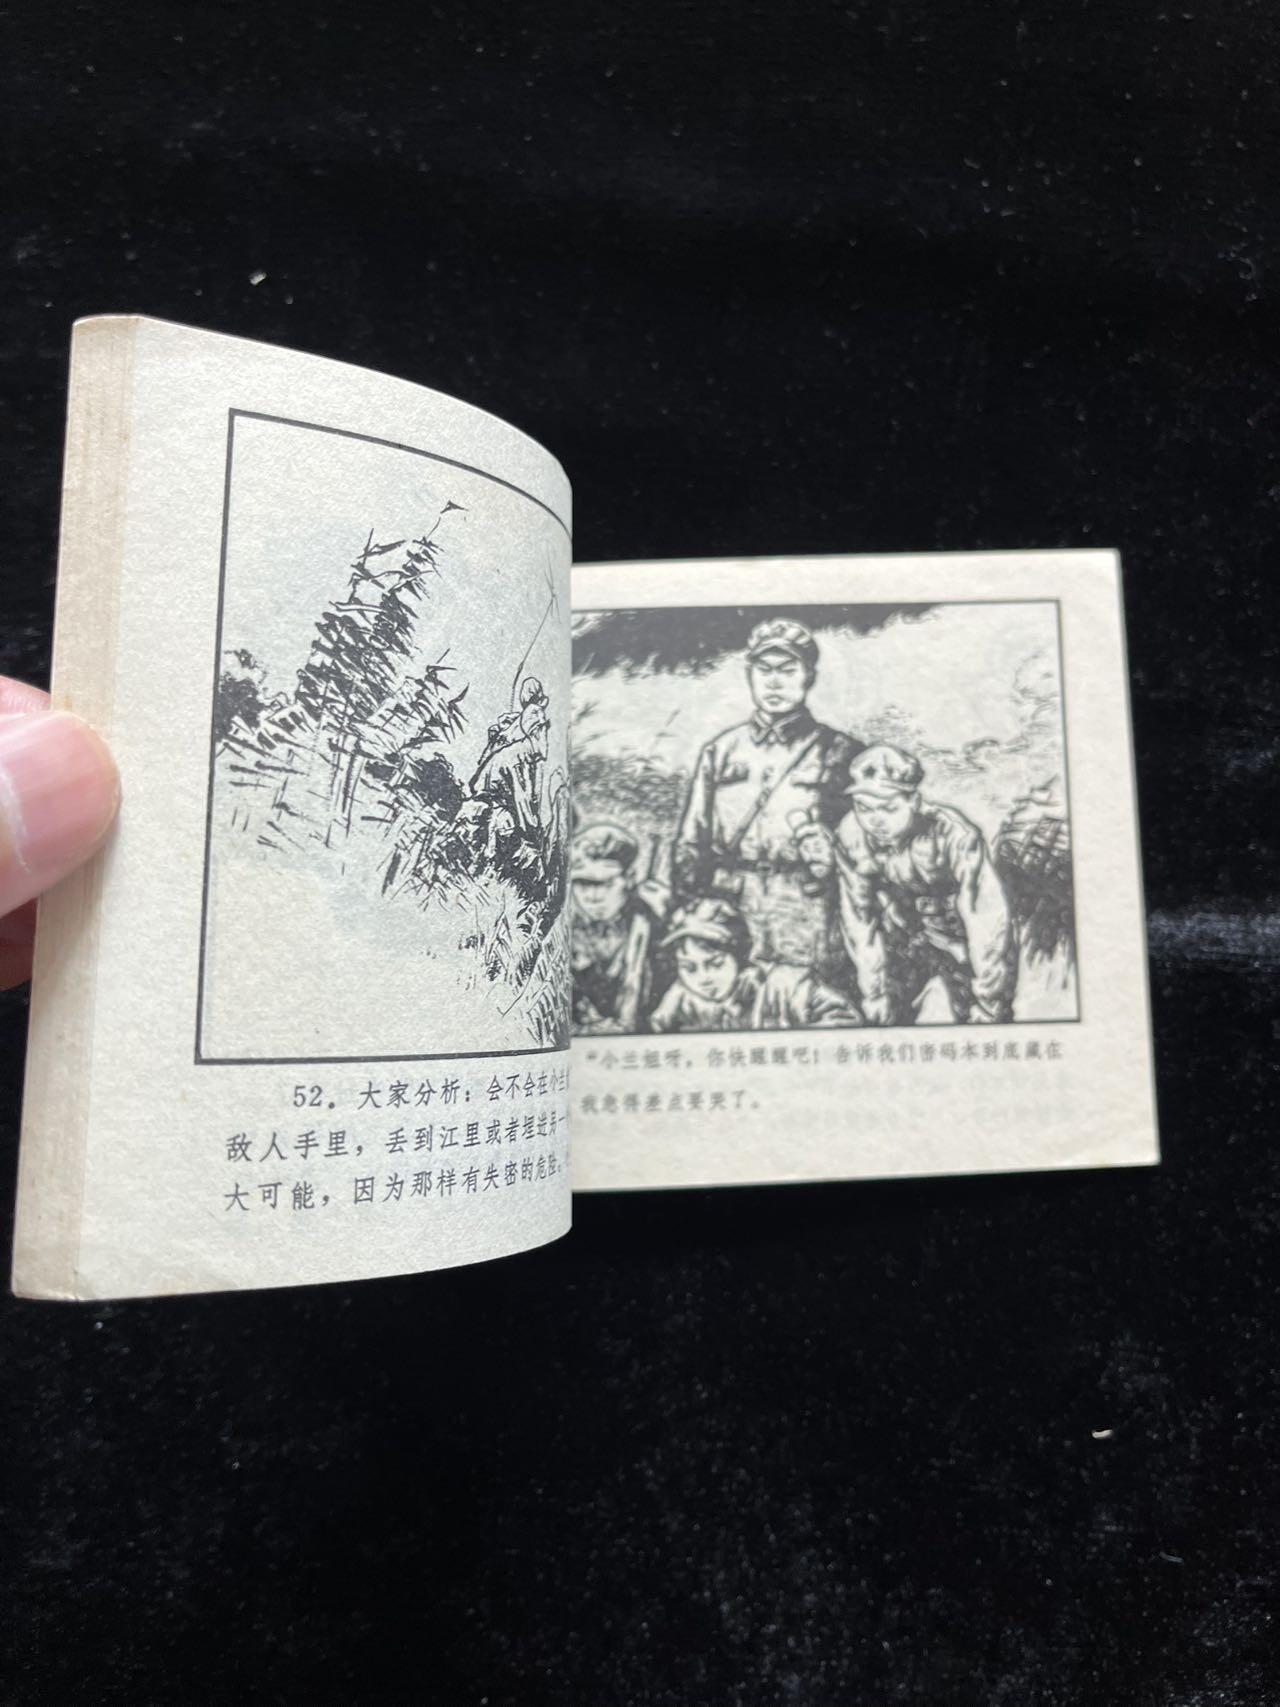 52. 大家分析：会不会在小兰
敌人手里，丢到江里或者埋进另一
大可能，因为那样有失密的危险。
“小兰姐呀，你快醒醒吧！告诉我们密码本到底藏在
我急得差点要哭了。